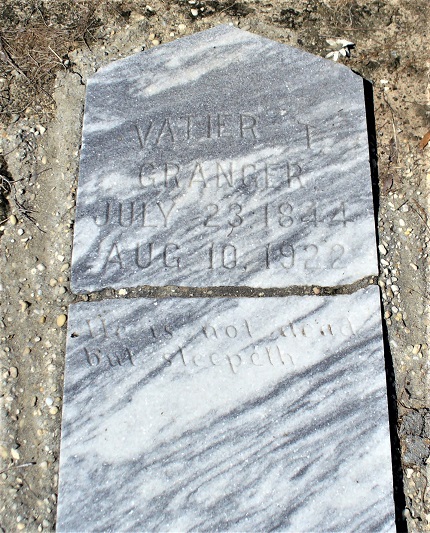 VATIER I.
GRANGER
JULY 23, 1844
AUG 10, 1922
He is not dead
but sleepeth